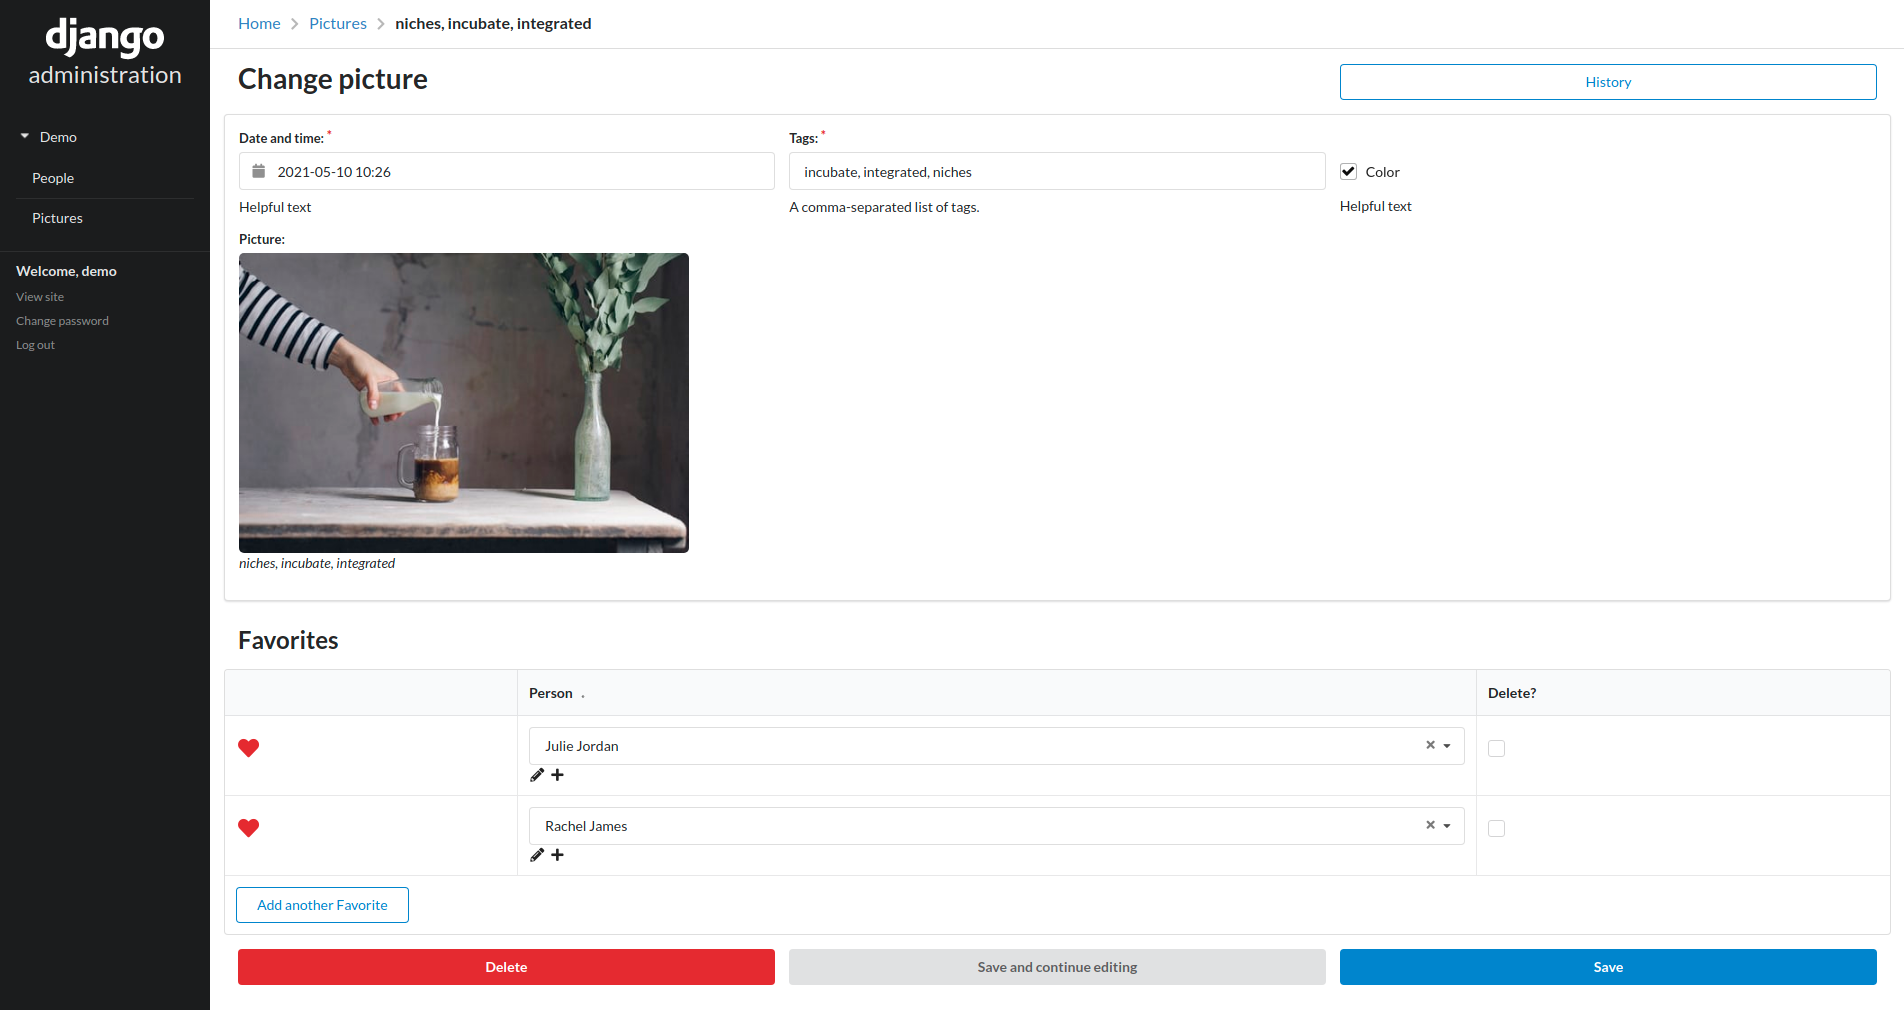 django
administration
Demo
People
Pictures
Welcome, demo
View site
Change password
Log out
Home > Pictures > niches, incubate, integrated
Change picture
History
Date and time: *
2021-05-10 10:26
Helpful text
Tags: *
incubate, integrated, niches
A comma-separated list of tags.
Color
Helpful text
Picture:
niches, incubate, integrated
Favorites
Person
Delete?
Julie Jordan
Rachel James
Add another Favorite
Delete
Save and continue editing
Save